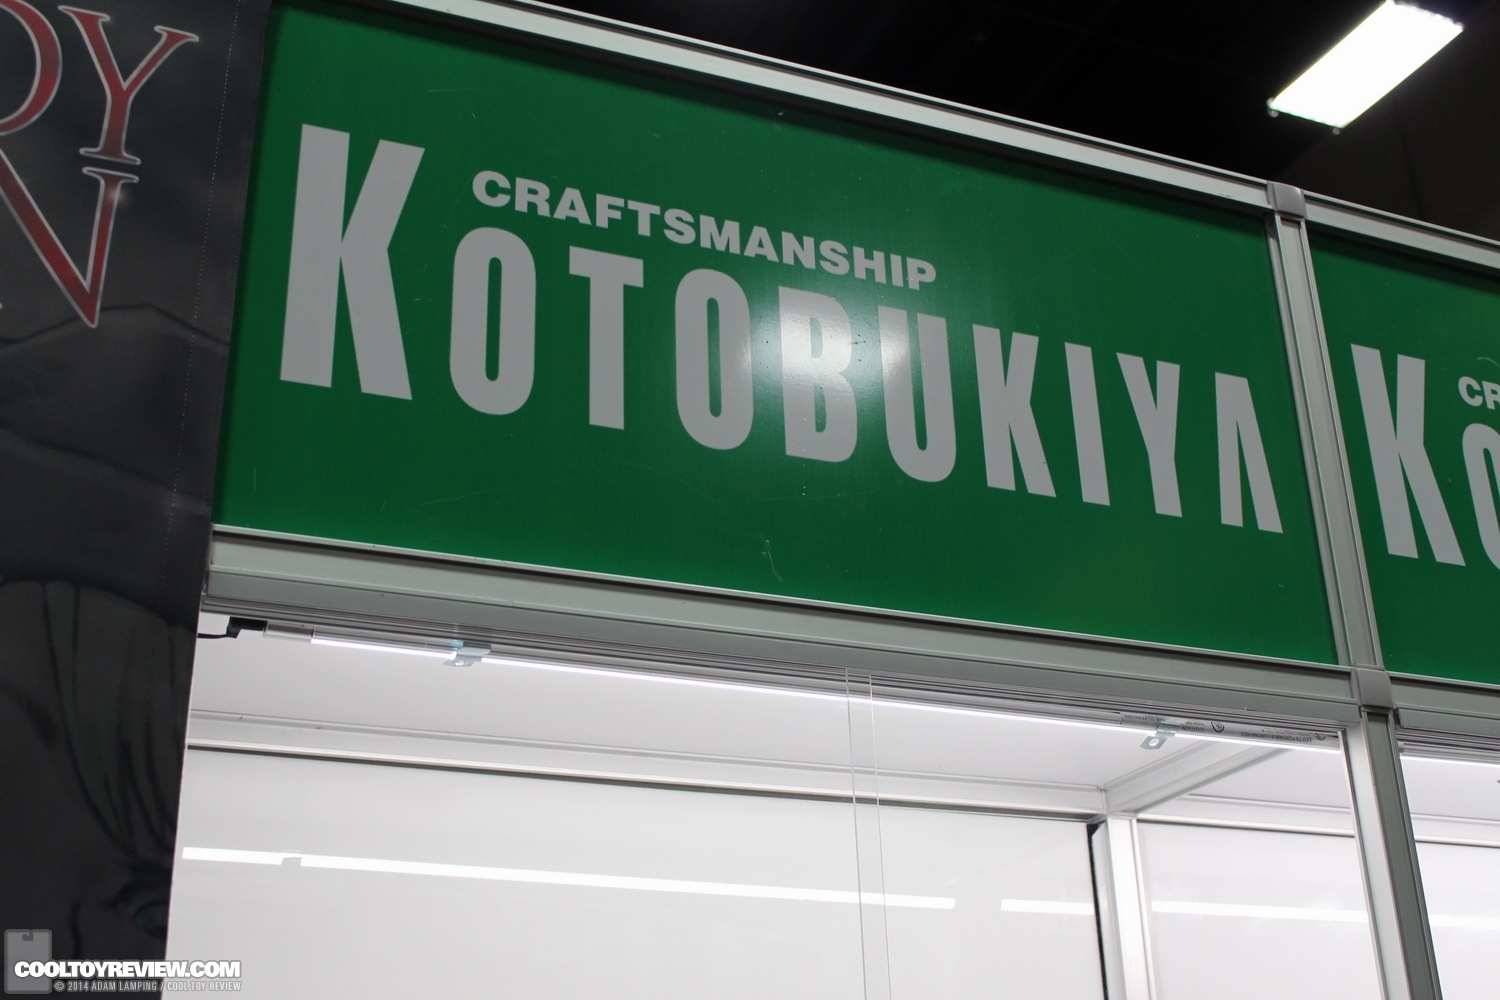 CRAFTSMANSHIP
KOTOBUKIYA
COOLTOYREVIEW.COM
© 2014 ADAM LAMPING / COOL TOY REVIEW